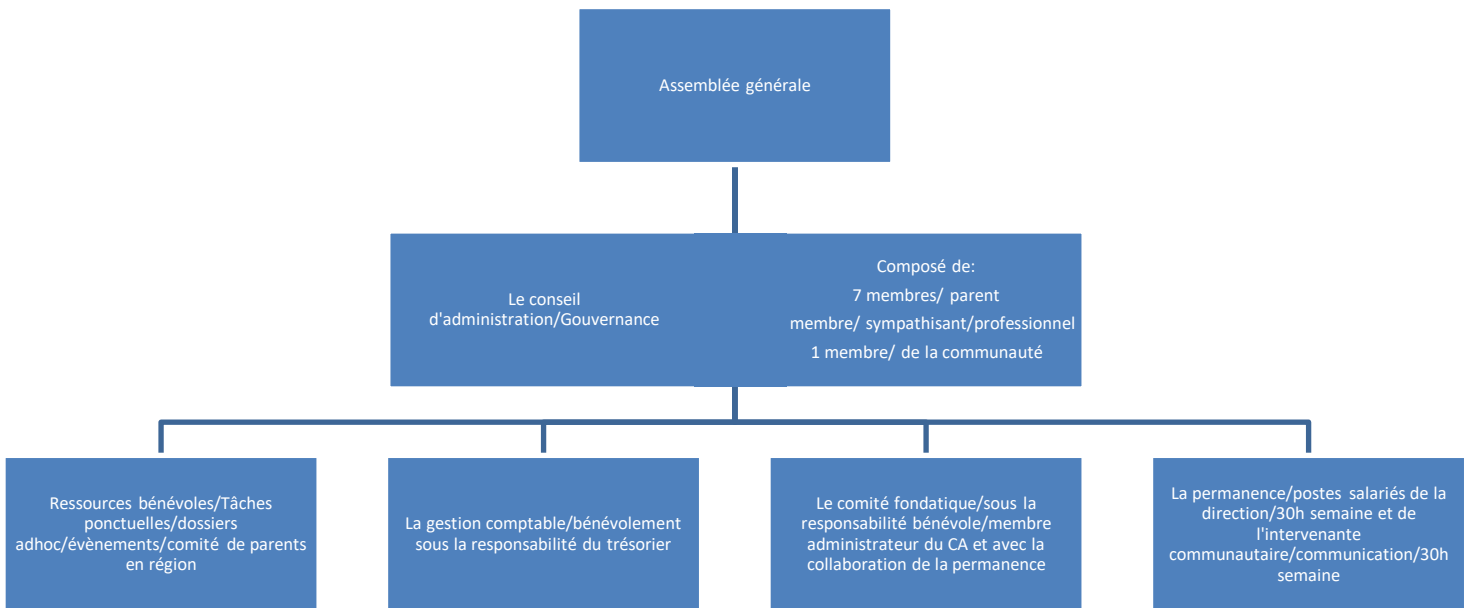 Assemblée générale
Le conseil
d'administration/Gouvernance
Composé de:
7 membres/ parent
membre/ sympathisant/professionnel
1 membre/ de la communauté
Ressources bénévoles/Tâches
ponctuelles/dossiers
adhoc/évènements/comité de parents
en région
La gestion comptable/bénévolement
sous la responsabilité du trésorier
Le comité fondatique/sous la
responsabilité bénévole/membre
administrateur du CA et avec la
collaboration de la permanence
La permanence/postes salariés de la
direction/30h semaine et de
l'intervenante
communautaire/communication/30h
semaine